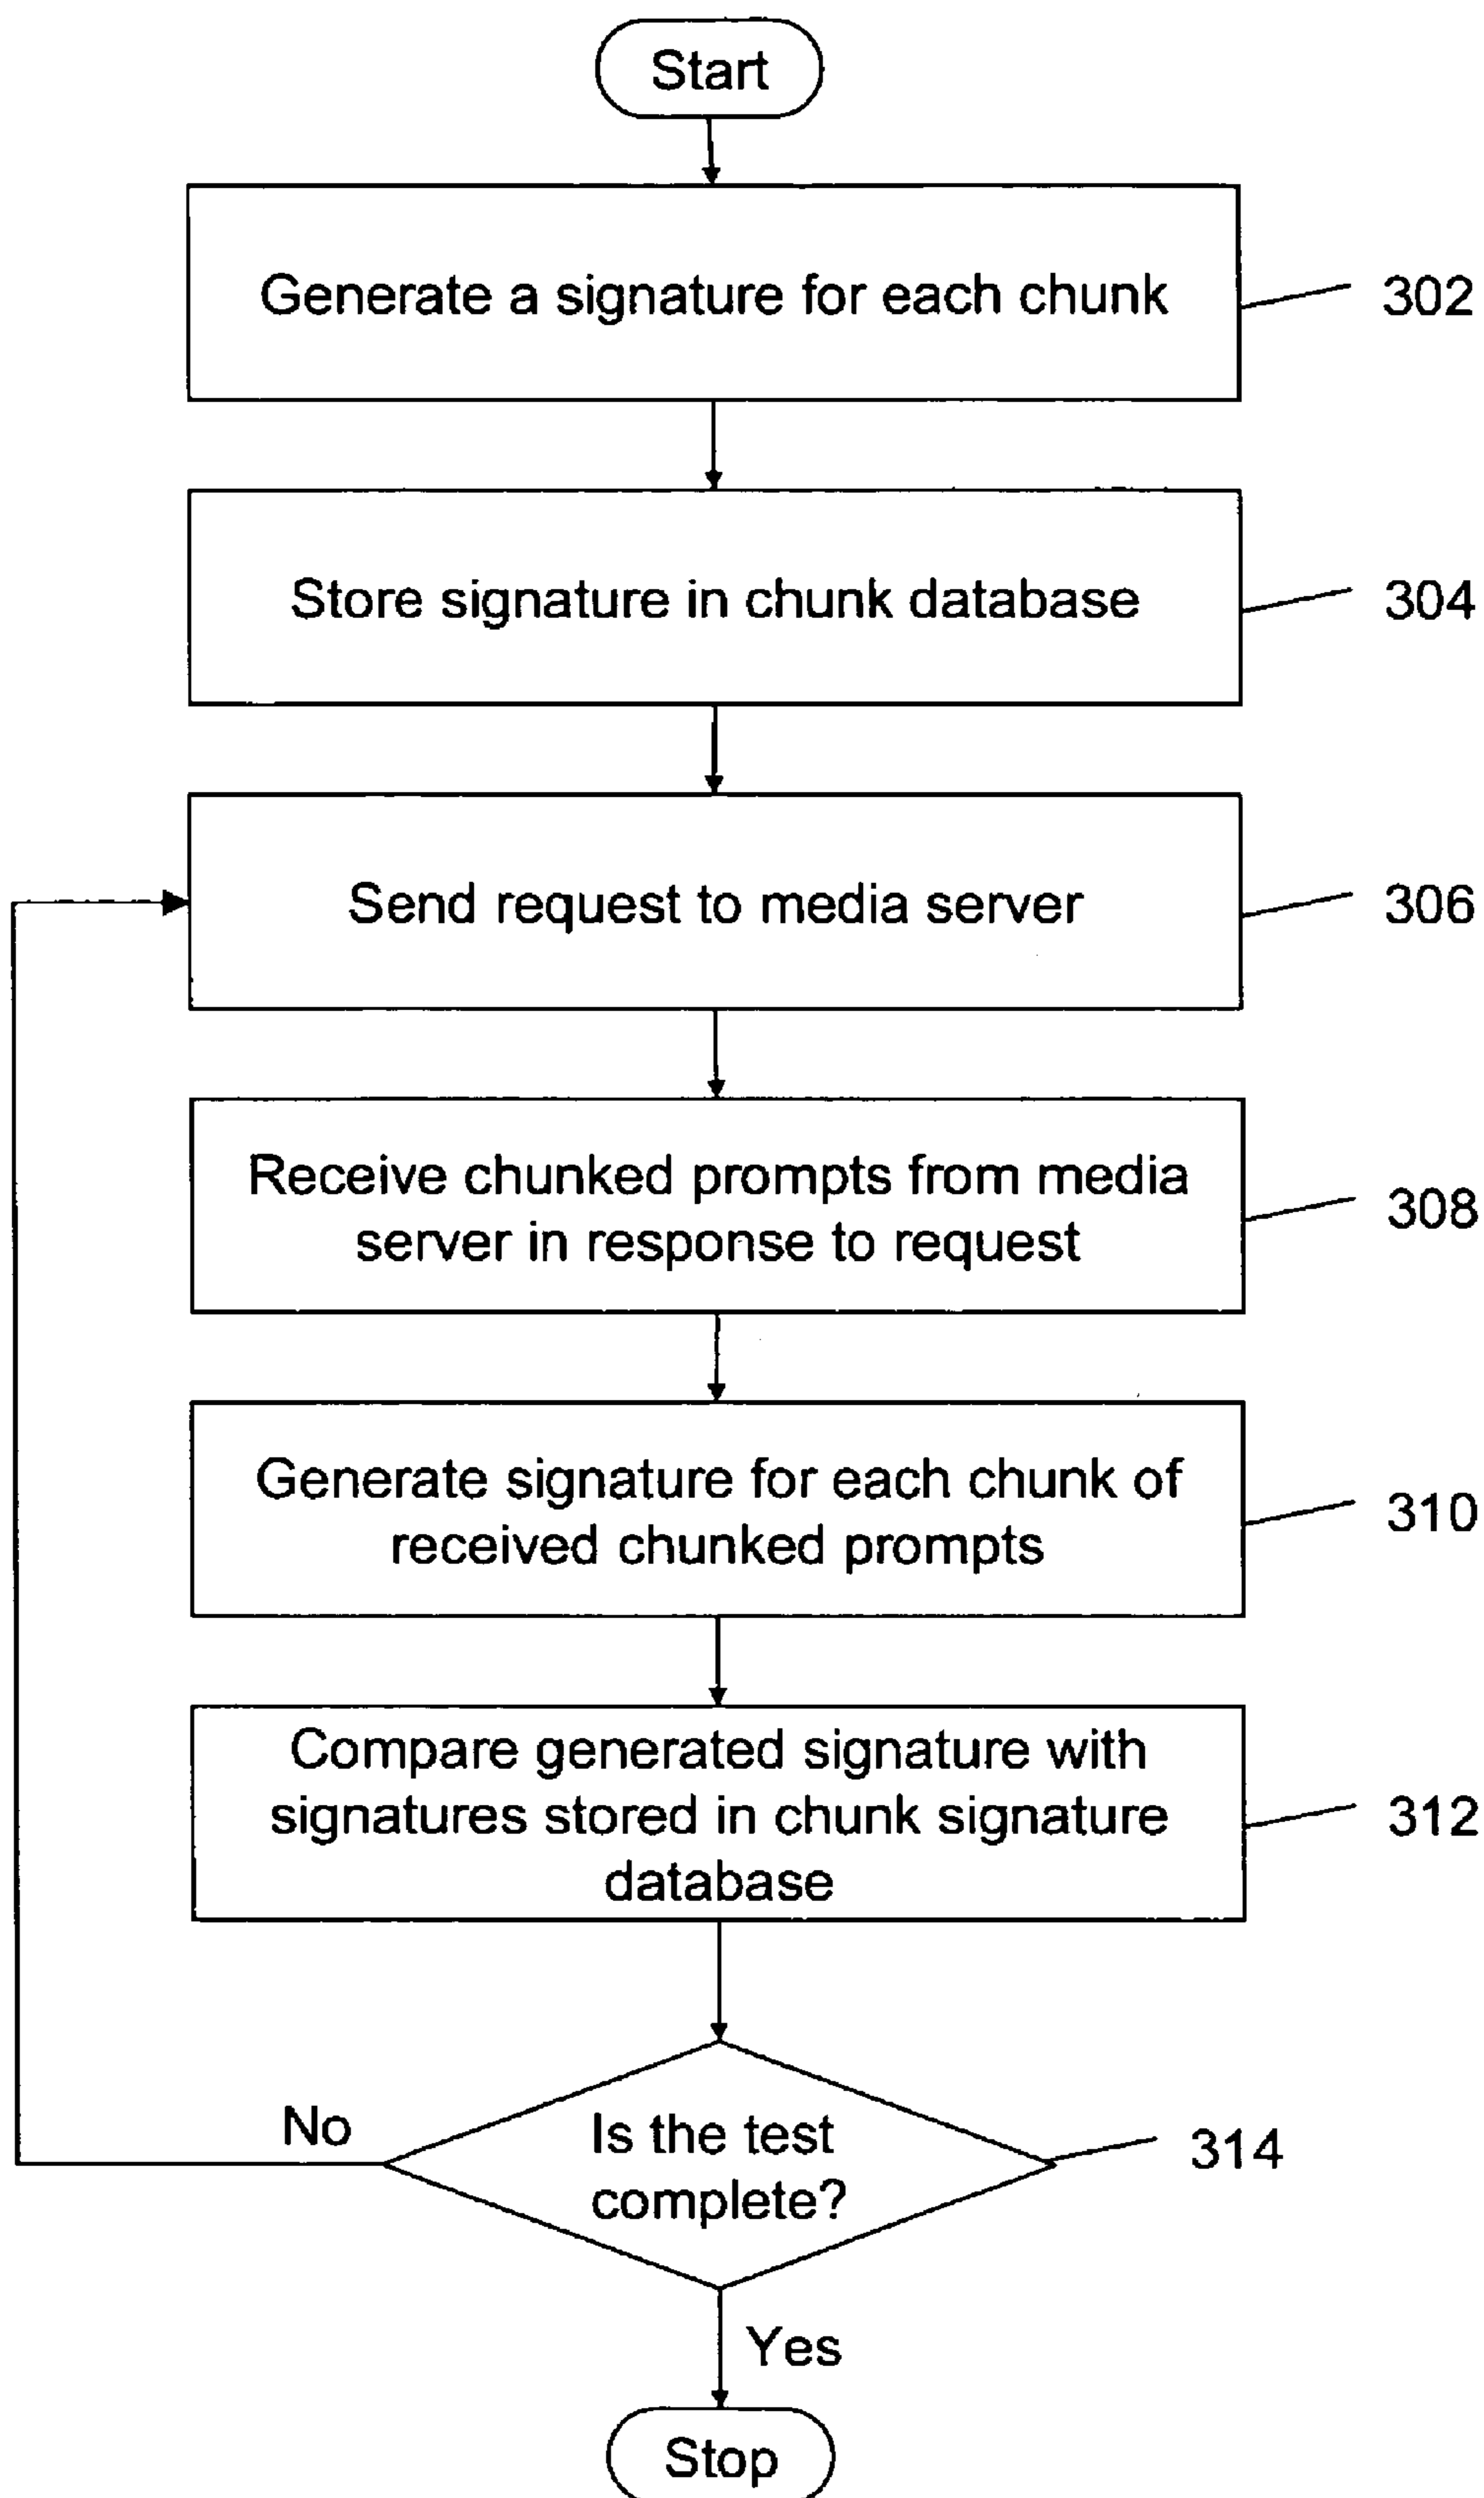 Start
Generate a signature for each chunk
302
Store signature in chunk database
304
Send request to media server
306
Receive chunked prompts from media
server in response to request
308
Generate signature for each chunk of
received chunked prompts
310
Compare generated signature with
signatures stored in chunk signature
database
312
Is the test
complete?
314
No
Yes
Stop